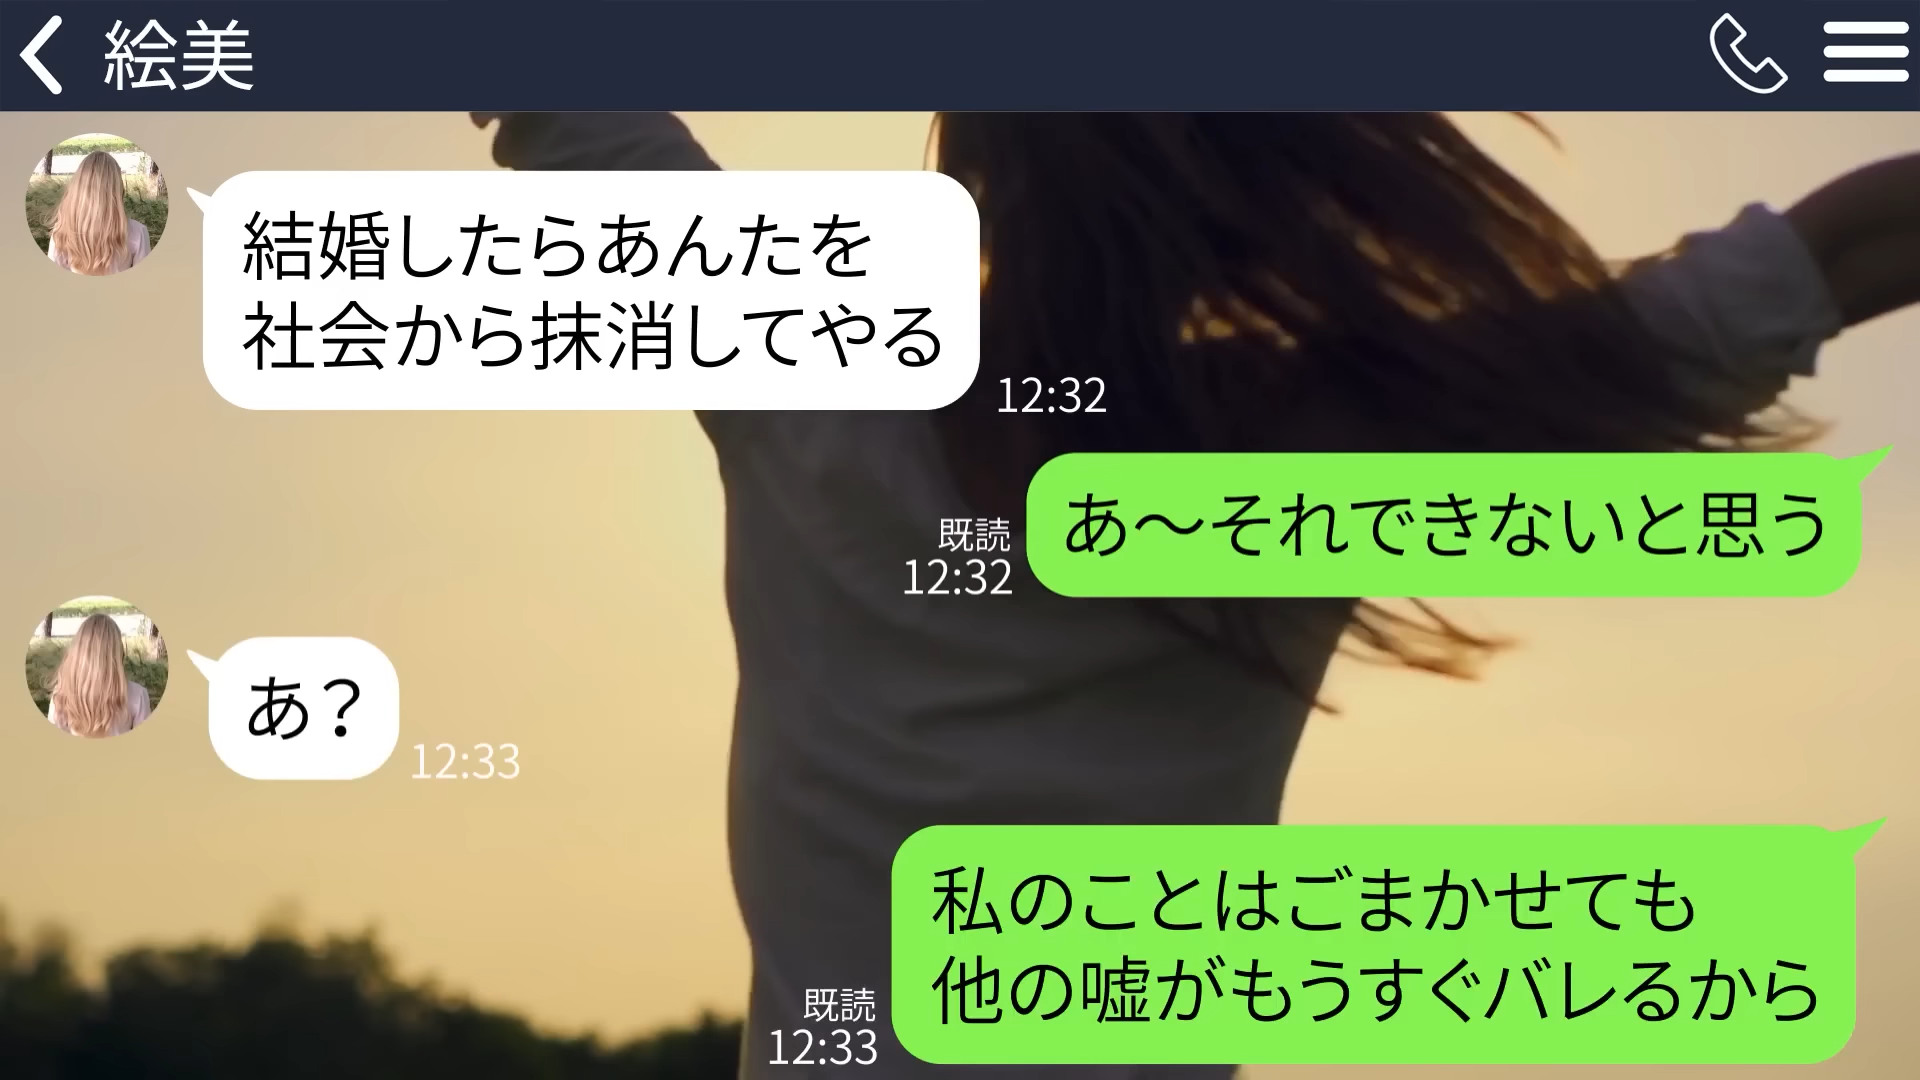 絵美
結婚したらあんたを
社会から抹消してやる
12:32
あ～それできないと思う
既読
12:32
あ？
12:33
私のことはごまかせても
他の嘘がもうすぐバレるから
既読
12:33